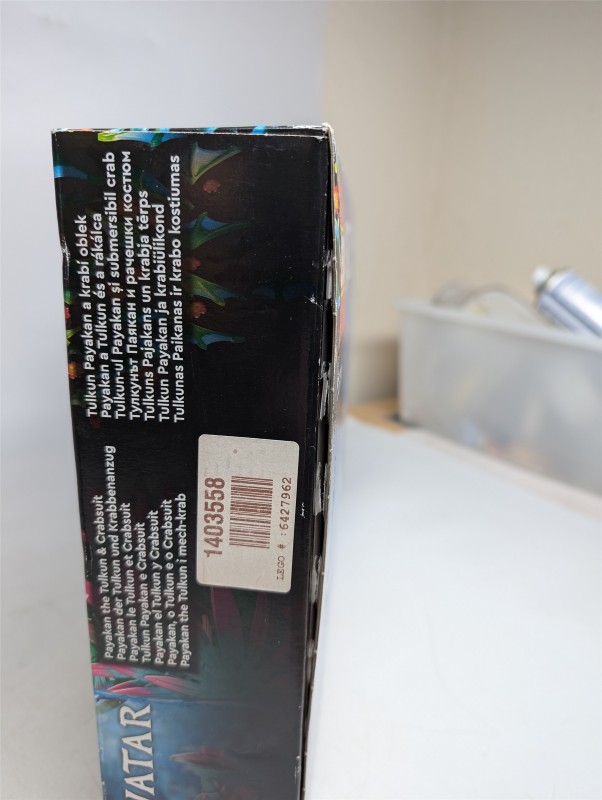 Payakan the Tulkun & Crabsuit
Payakan der Tulkun und Krabbenanzug
Payakan le Tulkun et Crabsuit
Tulkun Payakan e Crabsuit
Payakan el Tulkun y Crabsuit
Payakan, o Tulkun e o Crabsuit
Payakan the Tulkun i mech-krab
Tulkun Payakan a krabí oblek
Payakan a Tulkun és a rákálca
Tulkun-ul Payakan și submersibil crab
Тулкунът Паякан и рачешки костюм
Tulkuns Pajakans un krabja tērps
Tulkun Payakan ja krabiülikond
Tulkunas Paikanas ir krabo kostiumas
1403558
LEGO # :6427962
VATAR